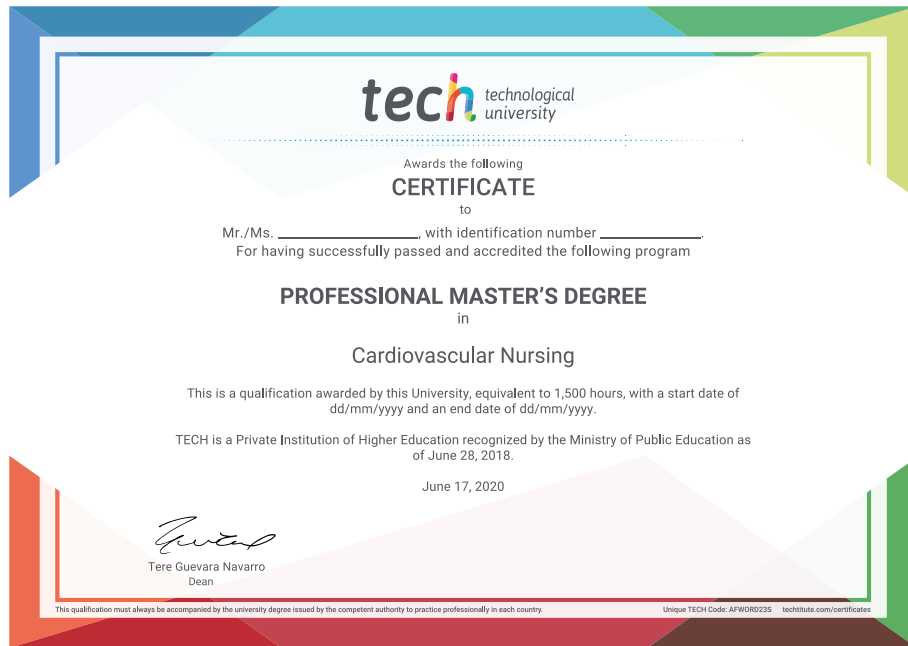 tech technological
university
Awards the following
CERTIFICATE
to
Mr./Ms. ____________________, with identification number ______________.
For having successfully passed and accredited the following program
PROFESSIONAL MASTER'S DEGREE
in
Cardiovascular Nursing
This is a qualification awarded by this University, equivalent to 1,500 hours, with a start date of
dd/mm/yyyy and an end date of dd/mm/yyyy.
TECH is a Private Institution of Higher Education recognized by the Ministry of Public Education as
of June 28, 2018.
June 17, 2020
Tere Guevara Navarro
Dean
This qualification must always be accompanied by the university degree issued by the competent authority to practice professionally in each country. Unique TECH Code: AFWORD23S techtitute.com/certificates